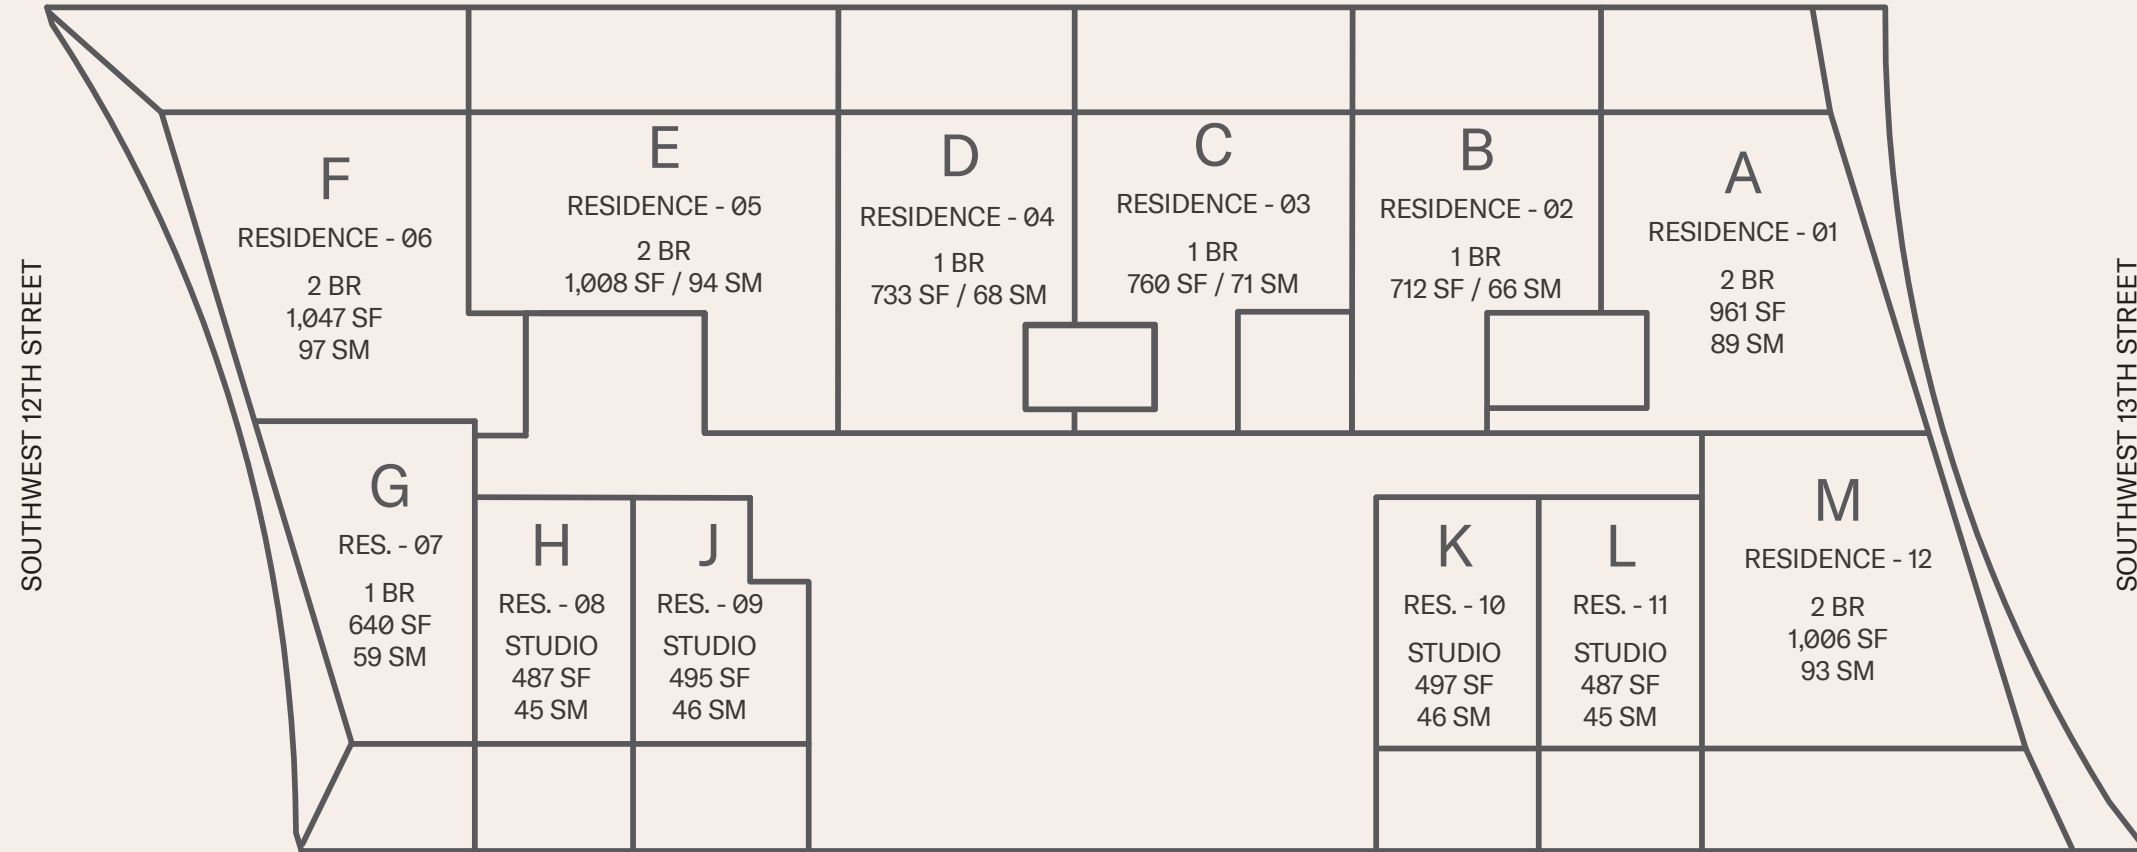 SOUTHWEST 12TH STREET
F
RESIDENCE - 06
2 BR
1,047 SF
97 SM
E
RESIDENCE - 05
2 BR
1,008 SF / 94 SM
D
RESIDENCE - 04
1 BR
733 SF / 68 SM
C
RESIDENCE - 03
1 BR
760 SF / 71 SM
B
RESIDENCE - 02
1 BR
712 SF / 66 SM
A
RESIDENCE - 01
2 BR
961 SF
89 SM
G
RES. - 07
1 BR
640 SF
59 SM
H
RES. - 08
STUDIO
487 SF
45 SM
J
RES. - 09
STUDIO
495 SF
46 SM
K
RES. - 10
STUDIO
497 SF
46 SM
L
RES. - 11
STUDIO
487 SF
45 SM
M
RESIDENCE - 12
2 BR
1,006 SF
93 SM
SOUTHWEST 13TH STREET